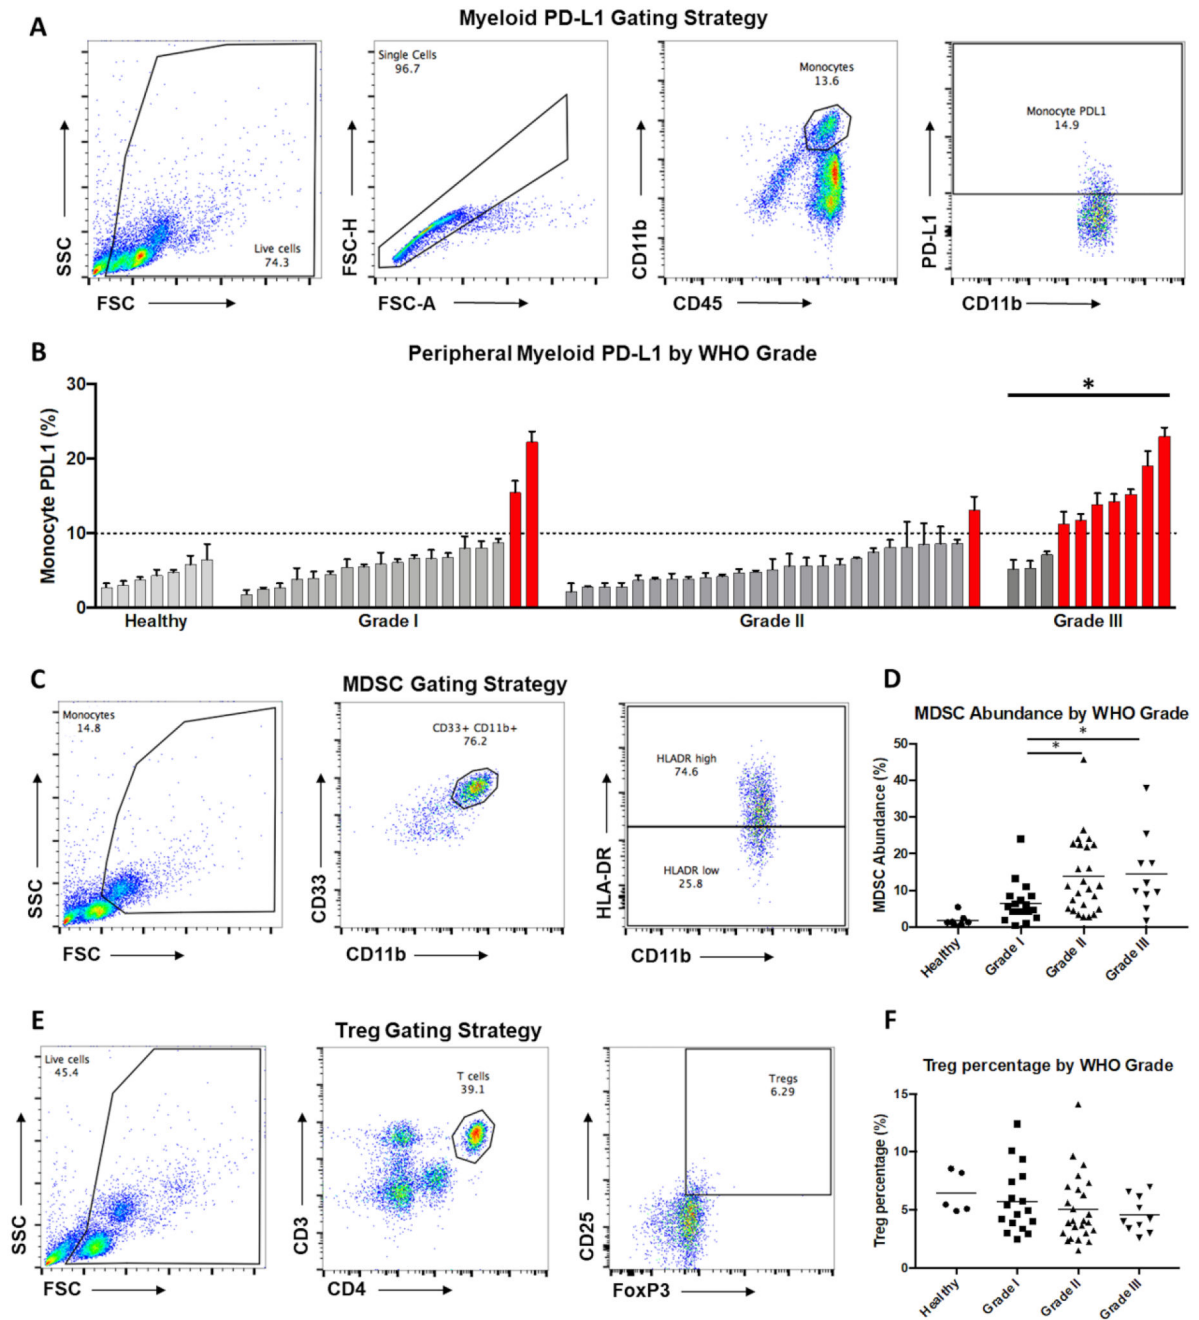 A
Myeloid PD-L1 Gating Strategy
SSC
FSC
Live cells
74.3
Single Cells
96.7
FSC-H
FSC-A
Monocytes
13.6
CD11b
CD45
Monocyte PDL1
14.9
PD-L1
CD11b
B
Peripheral Myeloid PD-L1 by WHO Grade
Monocyte PDL1 (%)
30
20
10
0
*
Healthy
Grade I
Grade II
Grade III
C
MDSC Gating Strategy
Monocytes
14.8
SSC
FSC
CD33+ CD11b+
76.2
CD33
CD11b
HLADR high
74.6
HLADR low
25.8
HLA-DR
CD11b
D
MDSC Abundance by WHO Grade
MDSC Abundance (%)
50
40
30
20
10
0
*
*
Healthy
Grade I
Grade II
Grade III
E
Treg Gating Strategy
Live cells
45.4
SSC
FSC
T cells
39.1
CD3
CD4
Tregs
6.29
CD25
FoxP3
F
Treg percentage by WHO Grade
Treg percentage (%)
15
10
5
0
Healthy
Grade I
Grade II
Grade III